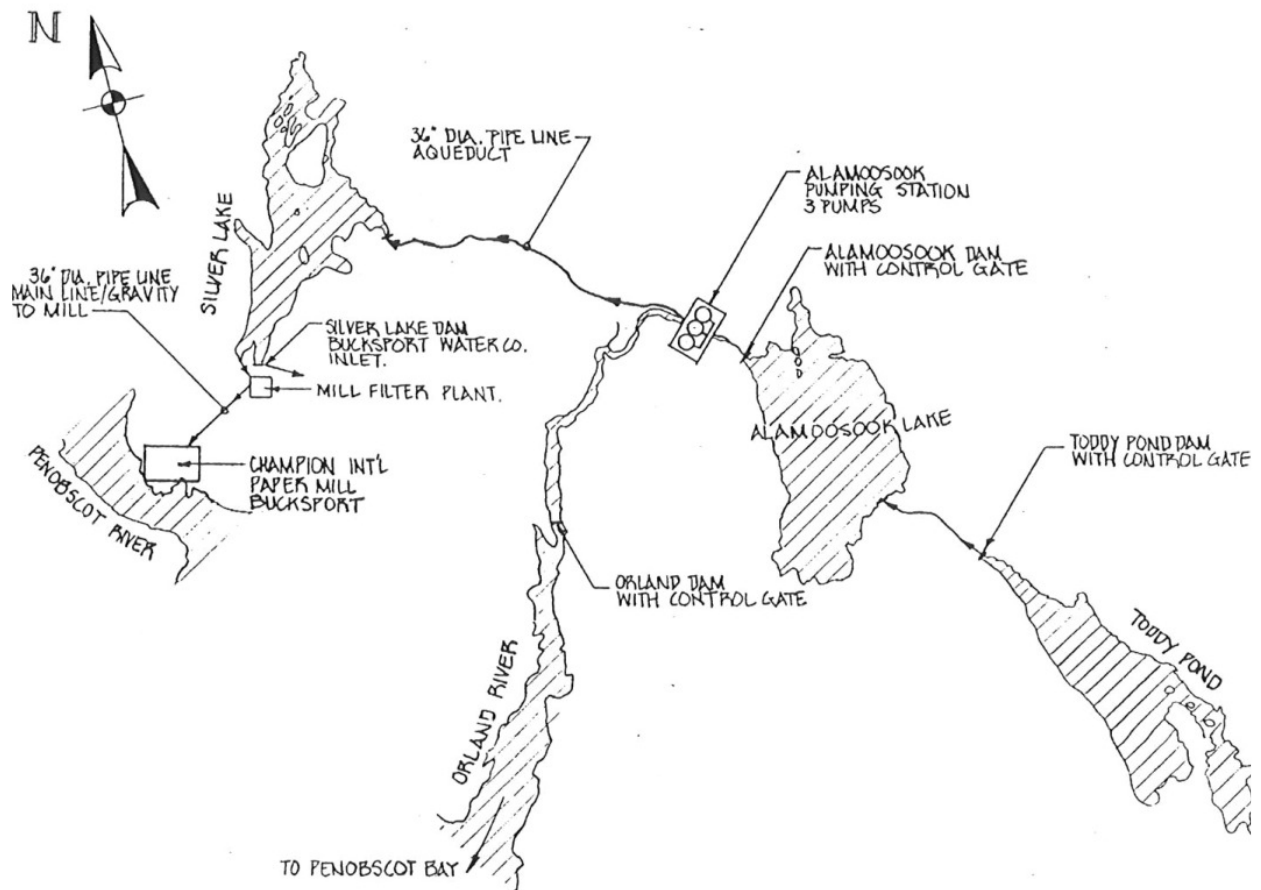 N
36" DIA. PIPE LINE
AQUEDUCT
ALAMOOSOOK
PUMPING STATION
3 PUMPS
SILVER LAKE
ALAMOOSOOK DAM
WITH CONTROL GATE
36" DIA. PIPE LINE
MAIN LINE/GRAVITY
TO MILL
SILVER LAKE DAM
BUCKSPORT WATER CO.
INLET.
MILL FILTER PLANT.
ALAMOOSOOK LAKE
TODDY POND DAM
WITH CONTROL GATE
CHAMPION INT'L
PAPER MILL
BUCKSPORT
PENOBSCOT RIVER
ORLAND DAM
WITH CONTROL GATE
TODDY POND
ORLAND RIVER
TO PENOBSCOT BAY